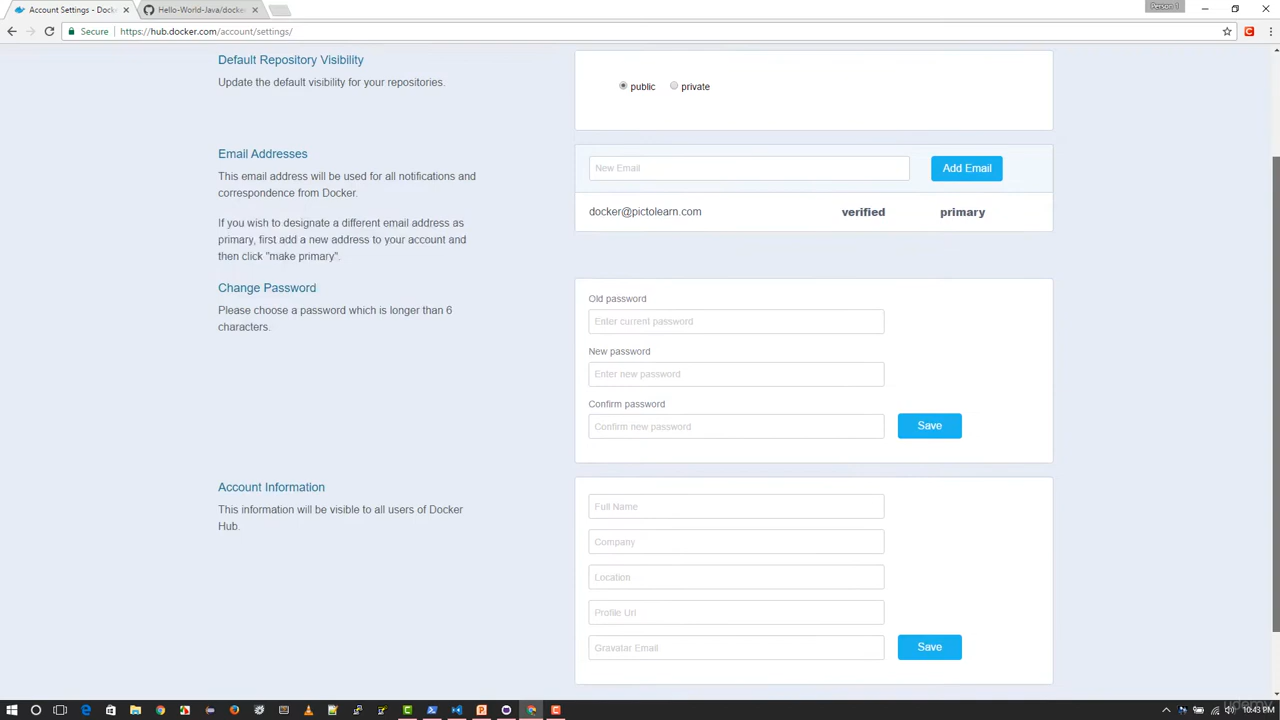 Account Settings - Docke
Hello-World-Java/docke
Person 1
Secure
https://hub.docker.com/account/settings/
Default Repository Visibility
Update the default visibility for your repositories.
public
private
Email Addresses
This email address will be used for all notifications and
correspondence from Docker.
If you wish to designate a different email address as
primary, first add a new address to your account and
then click "make primary".
New Email
Add Email
docker@pictolearn.com
verified
primary
Change Password
Please choose a password which is longer than 6
characters.
Old password
Enter current password
New password
Enter new password
Confirm password
Confirm new password
Save
Account Information
This information will be visible to all users of Docker
Hub.
Full Name
Company
Location
Profile Url
Gravatar Email
Save
10:43 PM
udemy